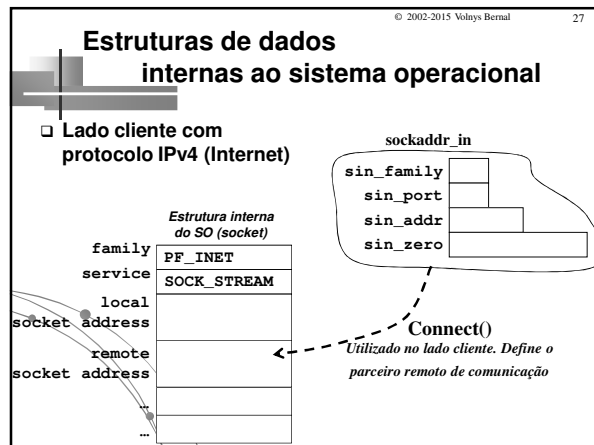 © 2002-2015 Volnys Bernal 27
Estruturas de dados
internas ao sistema operacional
❑ Lado cliente com
protocolo IPv4 (Internet)
sockaddr_in
sin_family
sin_port
sin_addr
sin_zero
Estrutura interna
do SO (socket)
family PF_INET
service SOCK_STREAM
local
socket address
remote
socket address
…
…
Connect()
Utilizado no lado cliente. Define o
parceiro remoto de comunicação